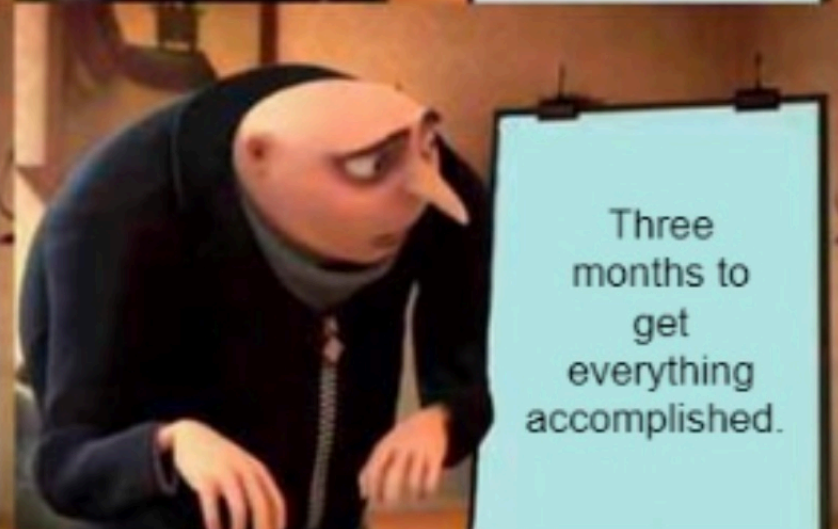 Three
months to
get
everything
accomplished.